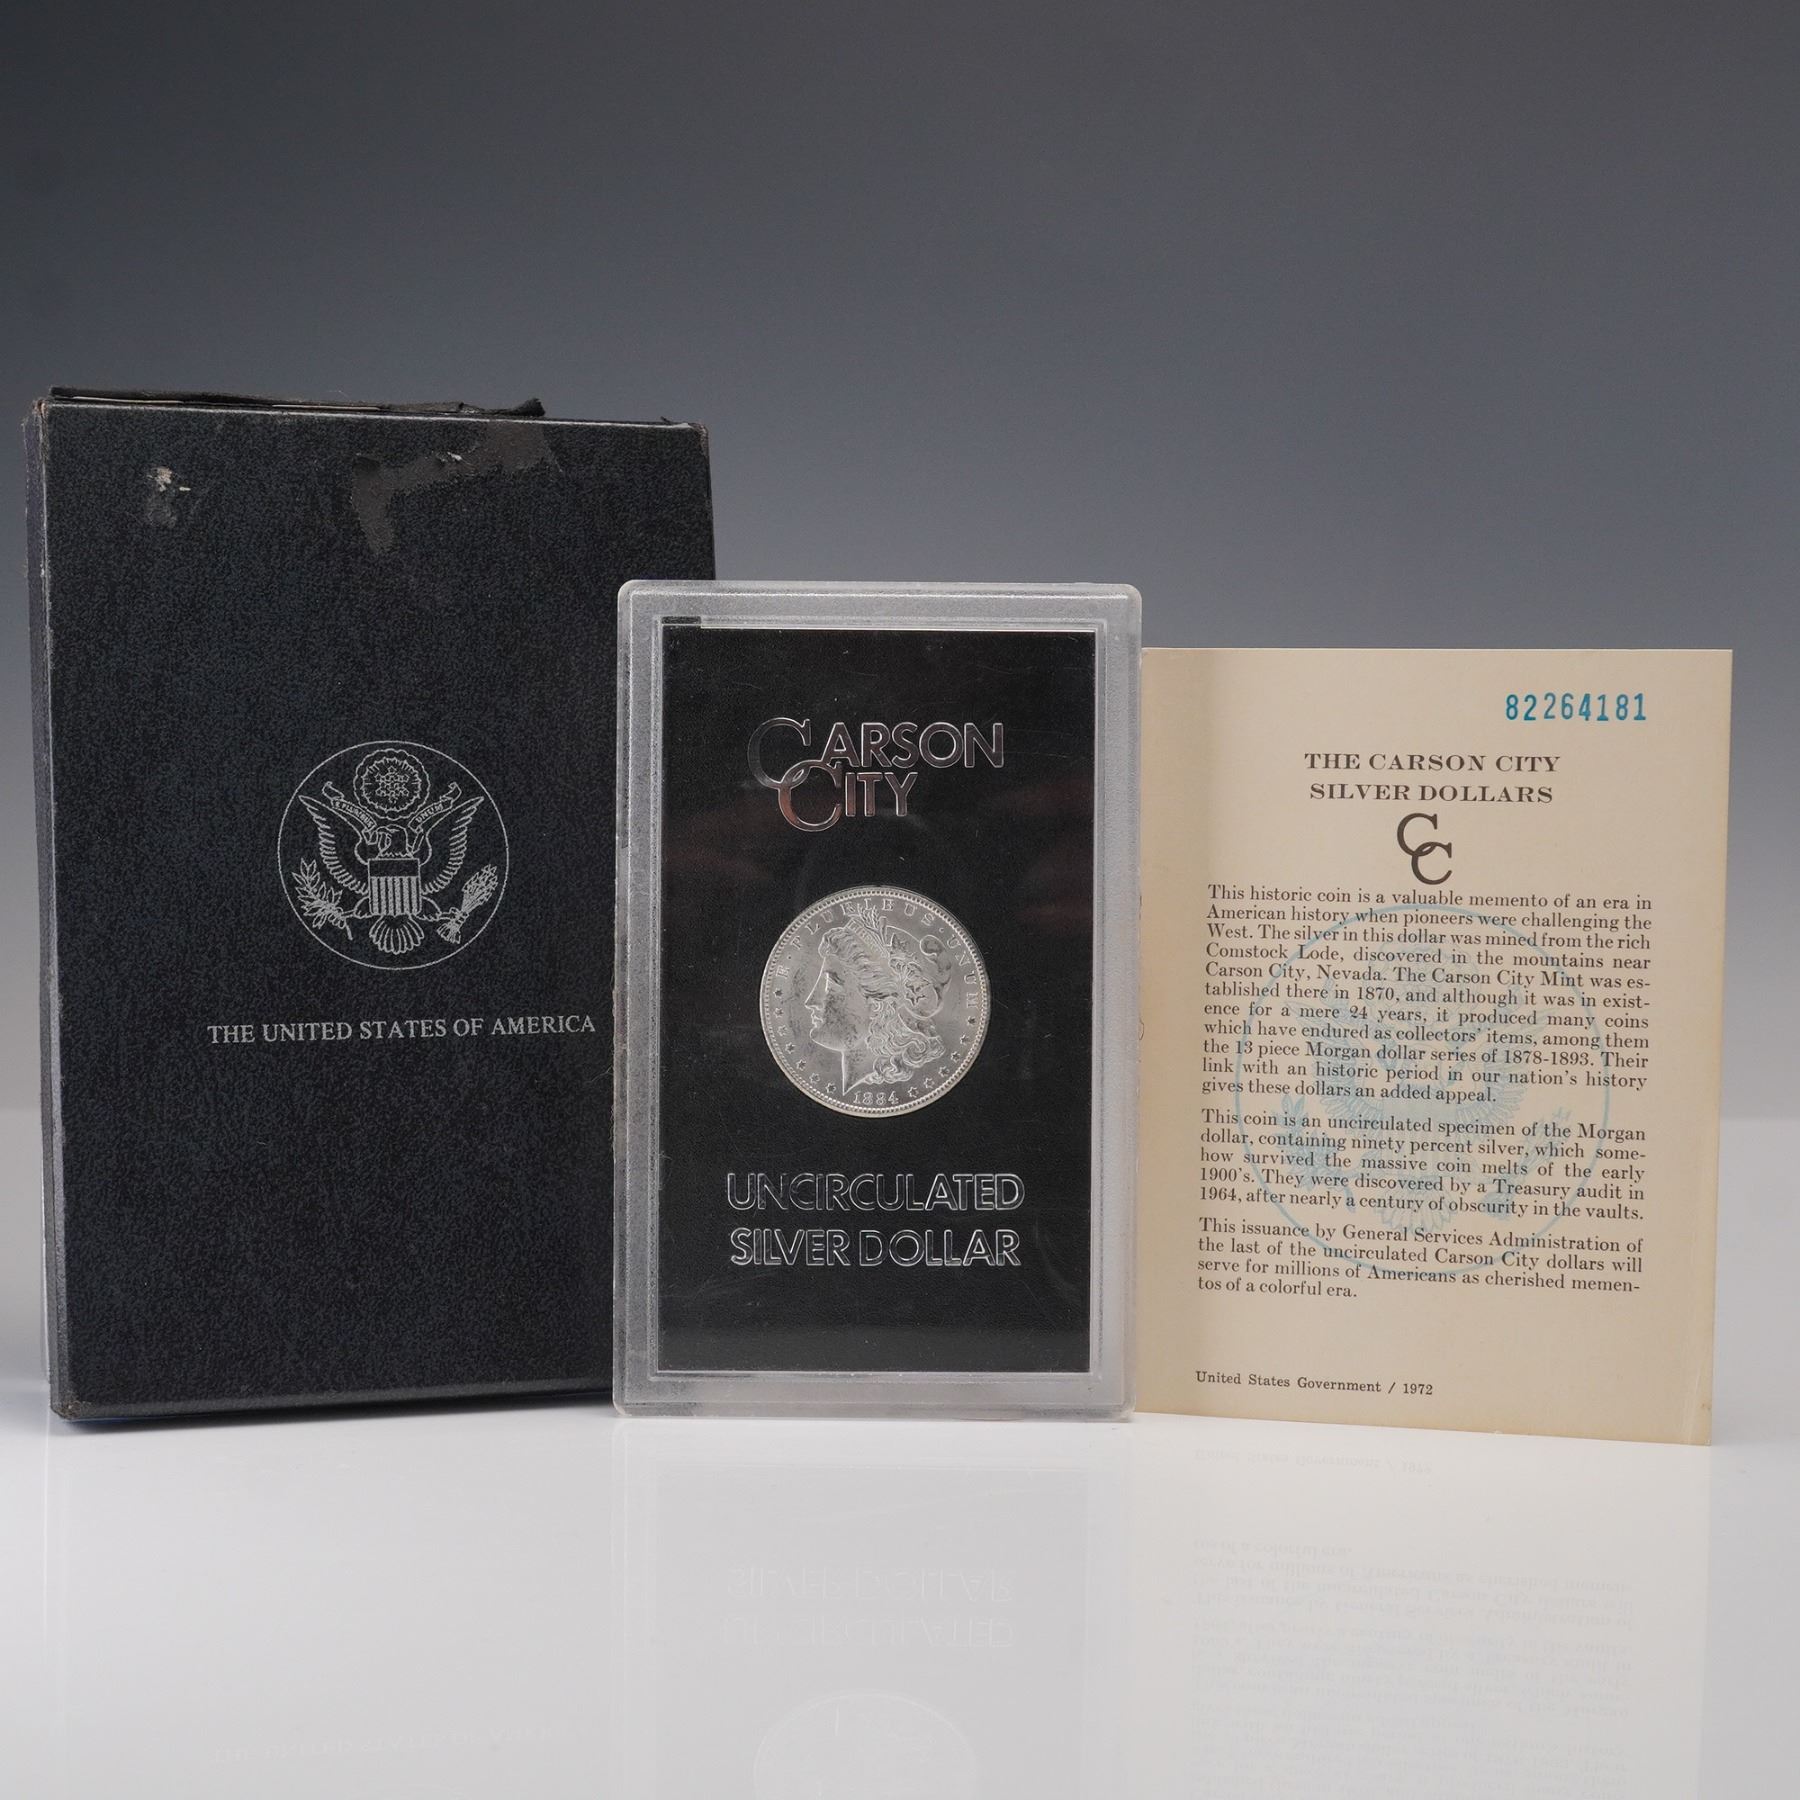 E PLURIBUS UNUM
THE UNITED STATES OF AMERICA
CARSON
CITY
E · PLURIBUS · UNUM
1884
UNCIRCULATED
SILVER DOLLAR
82264181
THE CARSON CITY
SILVER DOLLARS
CC
This historic coin is a valuable memento of an era in
American history when pioneers were challenging the
West. The silver in this dollar was mined from the rich
Comstock Lode, discovered in the mountains near
Carson City, Nevada. The Carson City Mint was es-
tablished there in 1870, and although it was in exist-
ence for a mere 24 years, it produced many coins
which have endured as collectors' items, among them
the 13 piece Morgan dollar series of 1878-1893. Their
link with an historic period in our nation's history
gives these dollars an added appeal.
This coin is an uncirculated specimen of the Morgan
dollar, containing ninety percent silver, which some-
how survived the massive coin melts of the early
1900's. They were discovered by a Treasury audit in
1964, after nearly a century of obscurity in the vaults.
This issuance by General Services Administration of
the last of the uncirculated Carson City dollars will
serve for millions of Americans as cherished memen-
tos of a colorful era.
United States Government / 1972